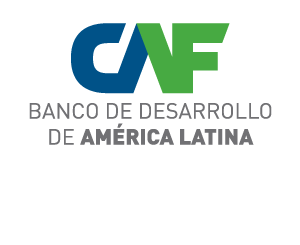 CAF
BANCO DE DESARROLLO
DE AMÉRICA LATINA